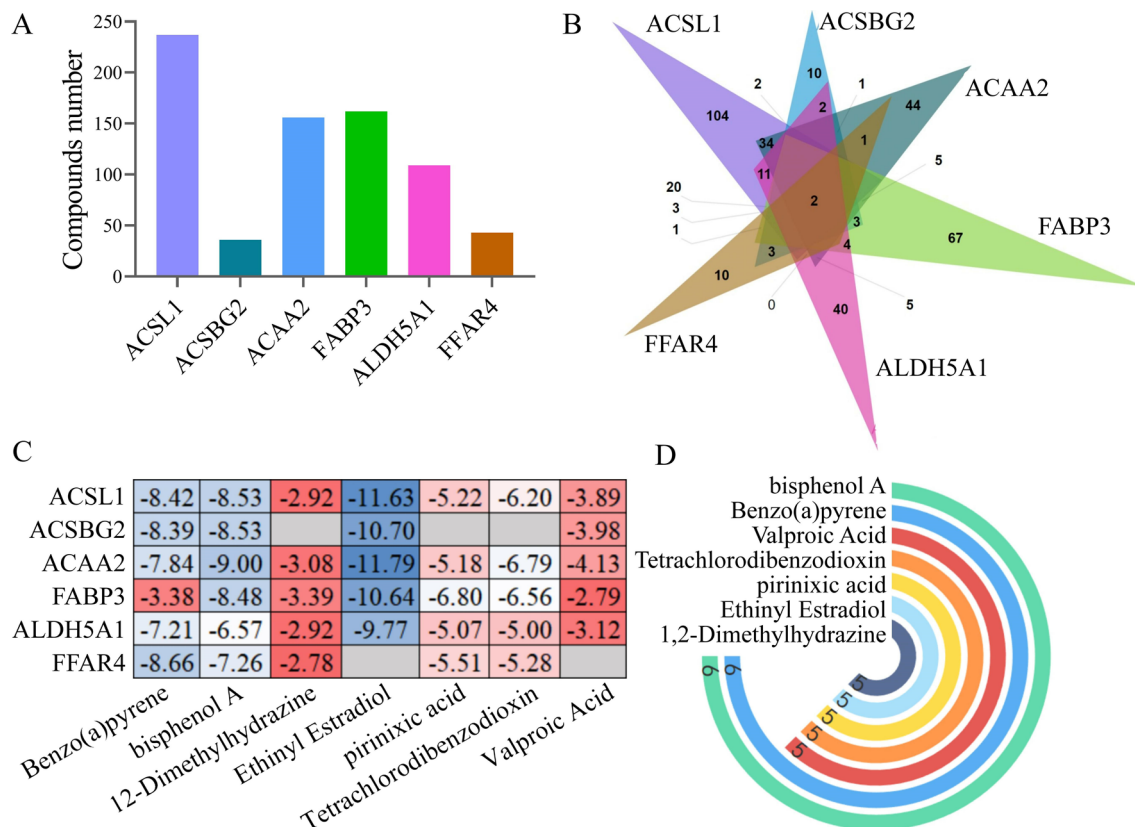 A
Compounds number
250
200
150
100
50
0
ACSL1
ACSBG2
ACAA2
FABP3
ALDH5A1
FFAR4
B
ACSL1
ACSBG2
ACAA2
FABP3
ALDH5A1
FFAR4
2
10
1
104
2
44
34
1
5
11
20
2
3
3
67
1
4
3
10
0
40
5
C
ACSL1 -8.42 -8.53 -2.92 -11.63 -5.22 -6.20 -3.89
ACSBG2 -8.39 -8.53 -10.70 -3.98
ACAA2 -7.84 -9.00 -3.08 -11.79 -5.18 -6.79 -4.13
FABP3 -3.38 -8.48 -3.39 -10.64 -6.80 -6.56 -2.79
ALDH5A1 -7.21 -6.57 -2.92 -9.77 -5.07 -5.00 -3.12
FFAR4 -8.66 -7.26 -2.78 -5.51 -5.28
Benzo(a)pyrene
bisphenol A
12-Dimethylhydrazine
Ethinyl Estradiol
pirinixic acid
Tetrachlorodibenzodioxin
Valproic Acid
D
bisphenol A
Benzo(a)pyrene
Valproic Acid
Tetrachlorodibenzodioxin
pirinixic acid
Ethinyl Estradiol
1,2-Dimethylhydrazine
6
6
5
5
5
5
5